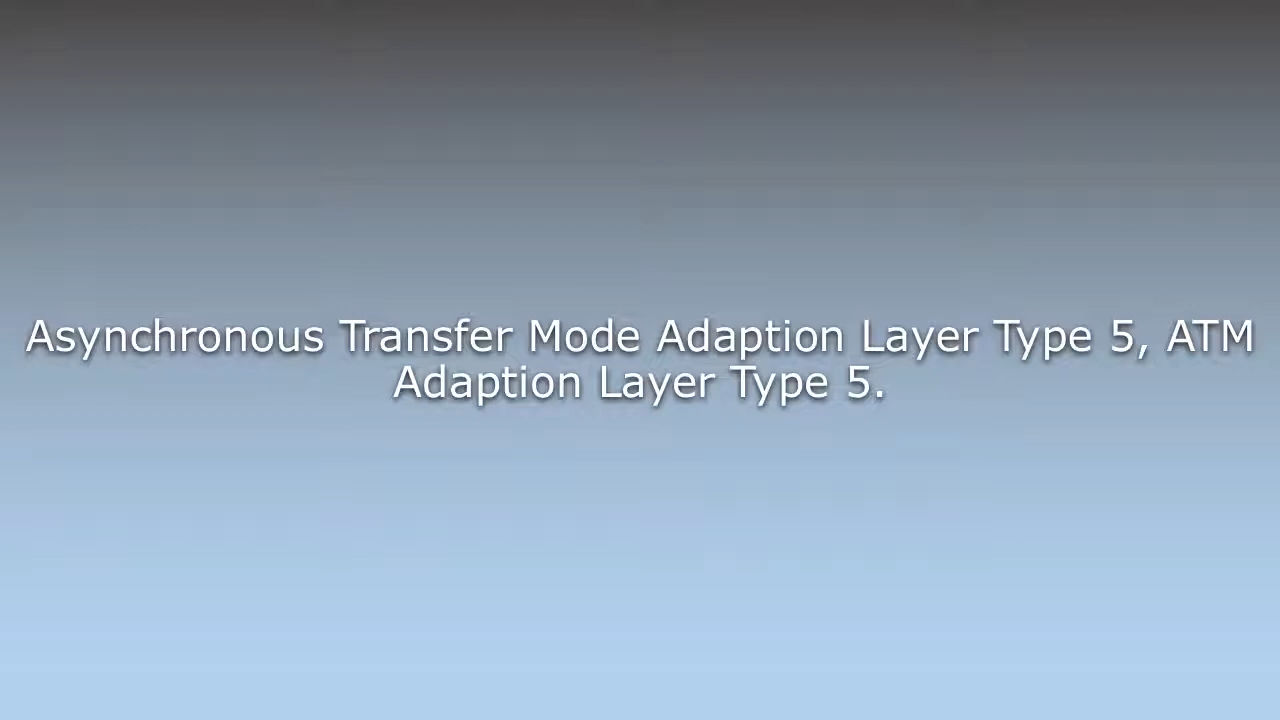 Asynchronous Transfer Mode Adaption Layer Type 5, ATM
Adaption Layer Type 5.